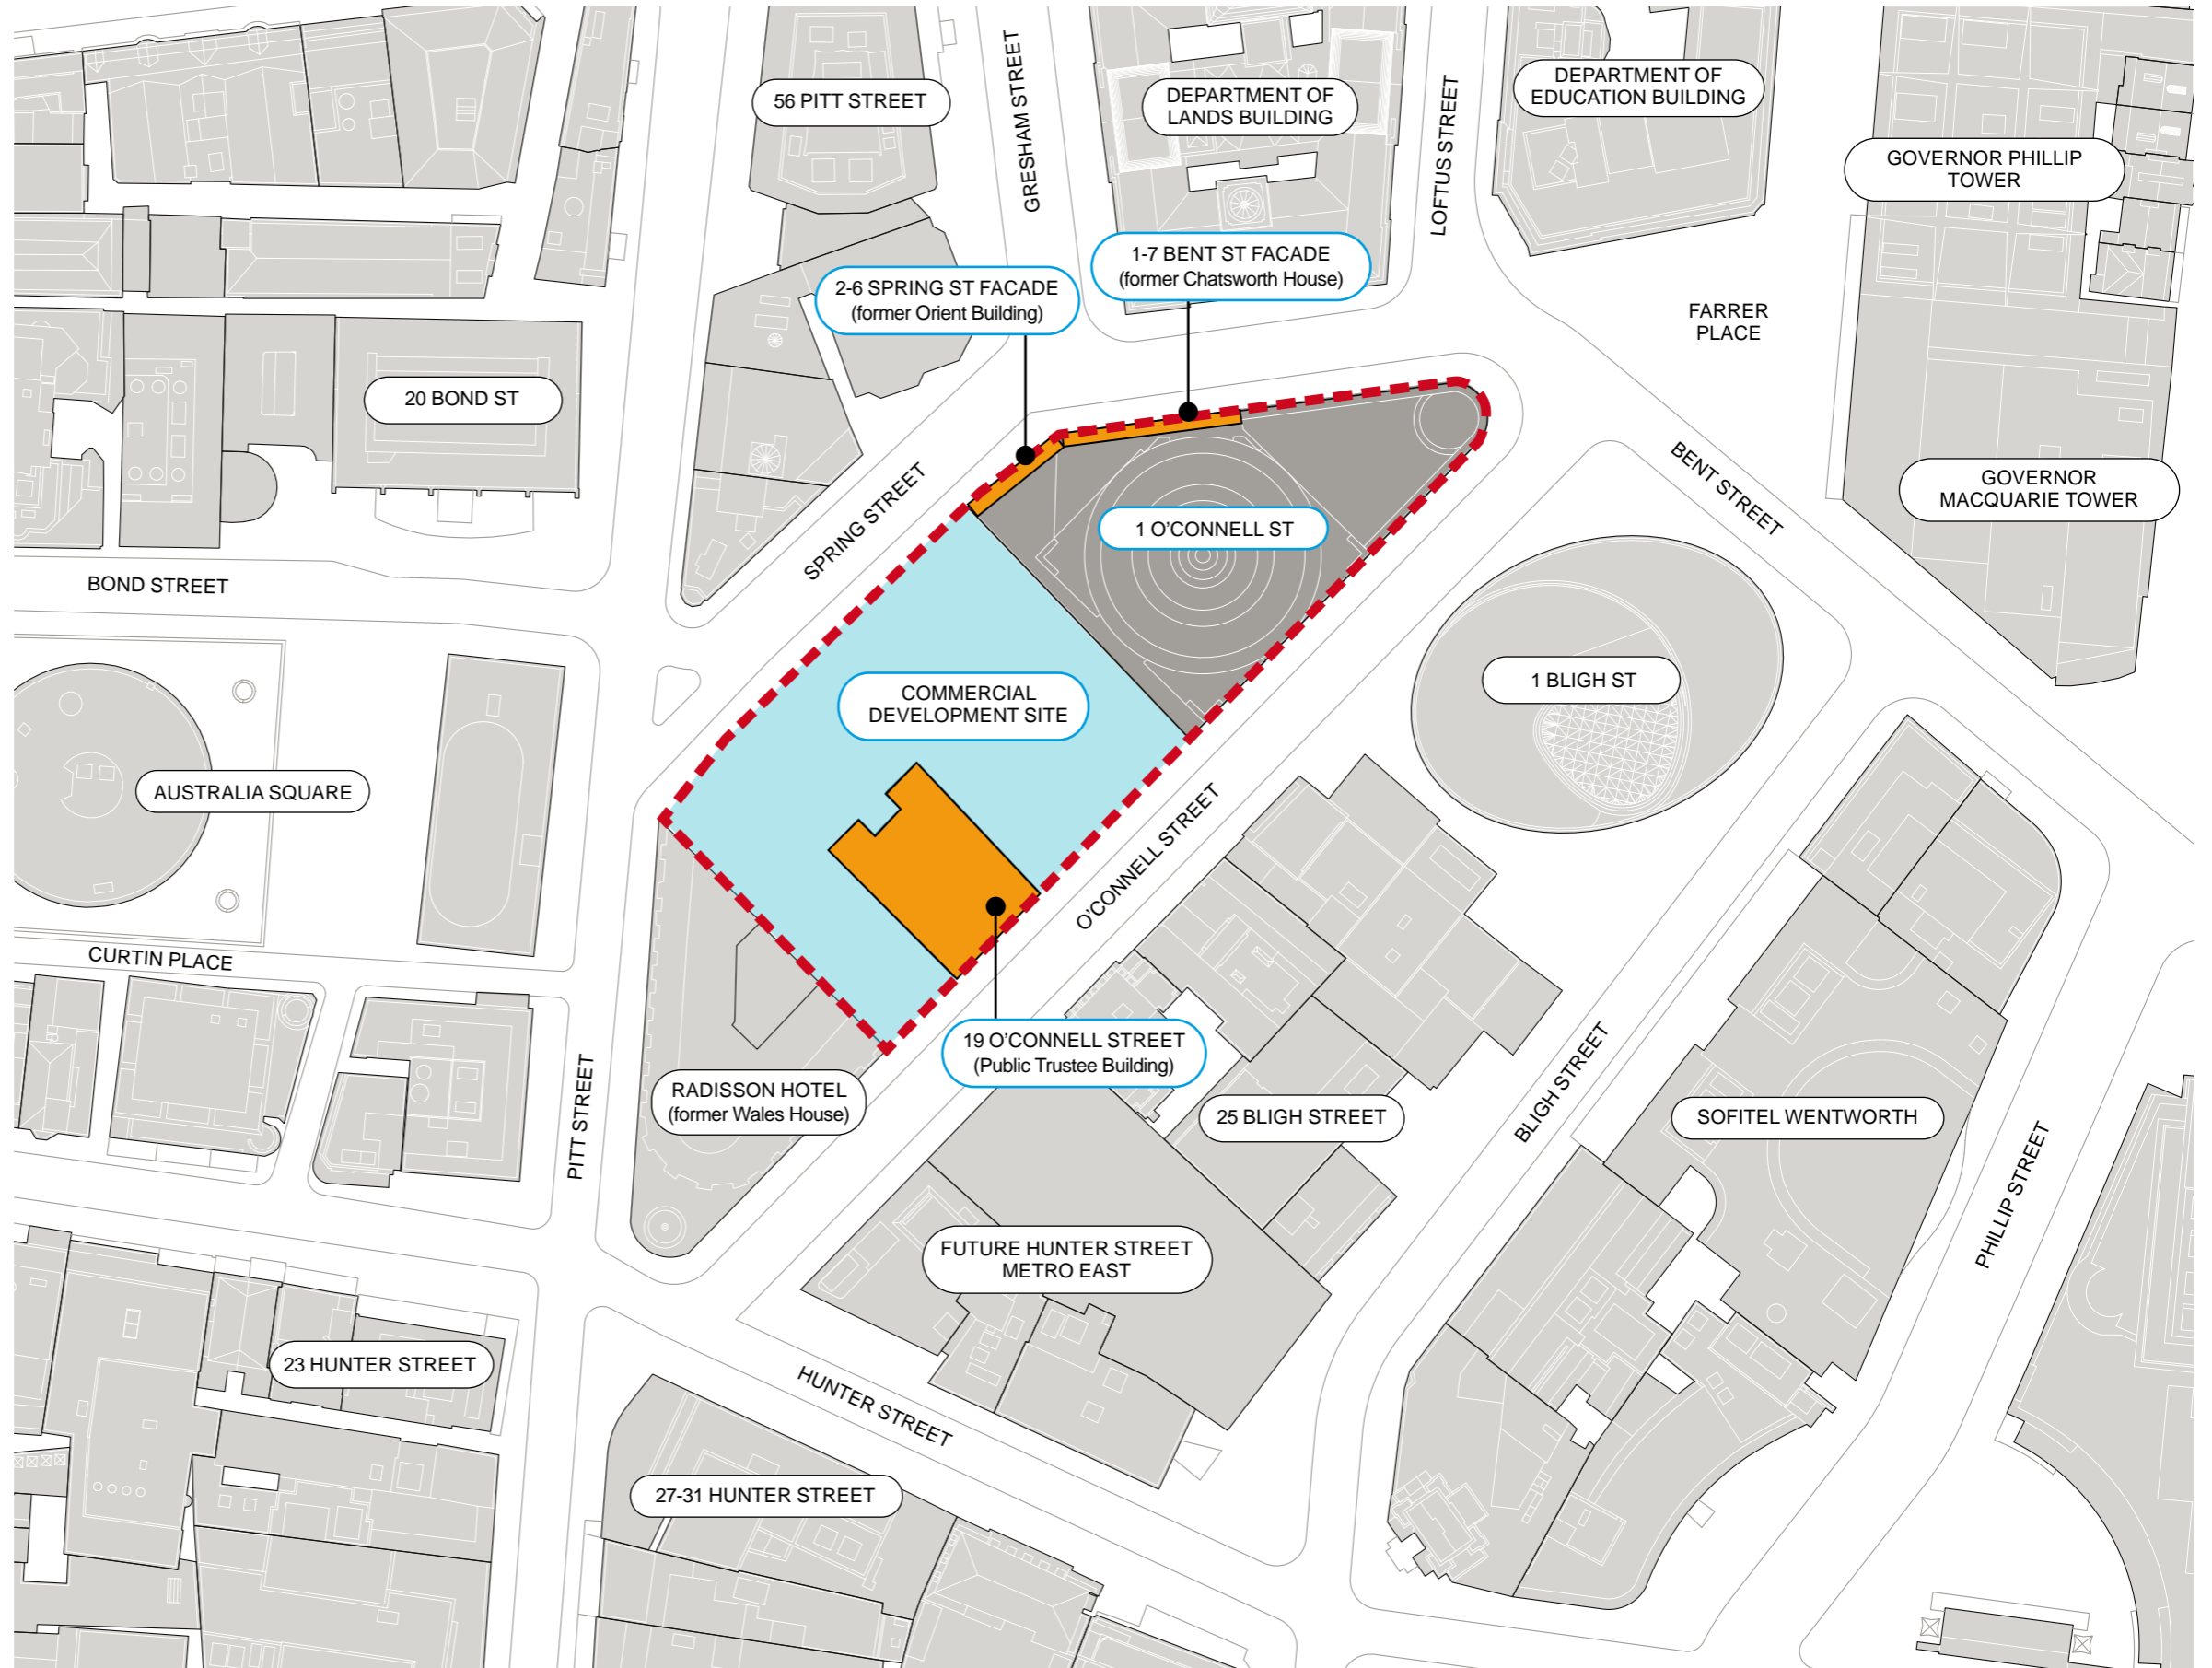 56 PITT STREET
GRESHAM STREET
DEPARTMENT OF
LANDS BUILDING
LOFTUS STREET
DEPARTMENT OF
EDUCATION BUILDING
GOVERNOR PHILLIP
TOWER
2-6 SPRING ST FACADE
(former Orient Building)
1-7 BENT ST FACADE
(former Chatsworth House)
FARRER
PLACE
20 BOND ST
SPRING STREET
1 O'CONNELL ST
BENT STREET
GOVERNOR
MACQUARIE TOWER
BOND STREET
COMMERCIAL
DEVELOPMENT SITE
1 BLIGH ST
AUSTRALIA SQUARE
O'CONNELL STREET
CURTIN PLACE
19 O'CONNELL STREET
(Public Trustee Building)
RADISSON HOTEL
(former Wales House)
PITT STREET
25 BLIGH STREET
BLIGH STREET
SOFITEL WENTWORTH
PHILLIP STREET
FUTURE HUNTER STREET
METRO EAST
23 HUNTER STREET
HUNTER STREET
27-31 HUNTER STREET